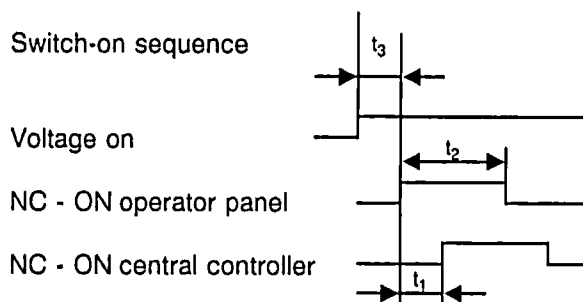 Switch-on sequence
t3
Voltage on
t2
NC - ON operator panel
NC - ON central controller
t1